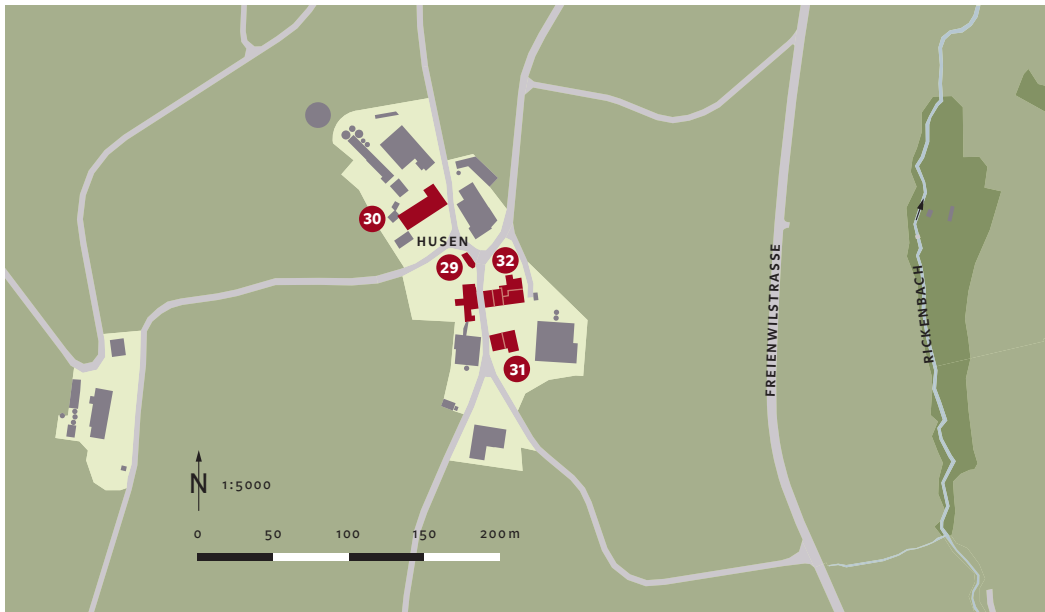 30
HUSEN
29
32
31
FREIENWILSTRASSE
RICKENBACH
N 1:5000
0 50 100 150 200m